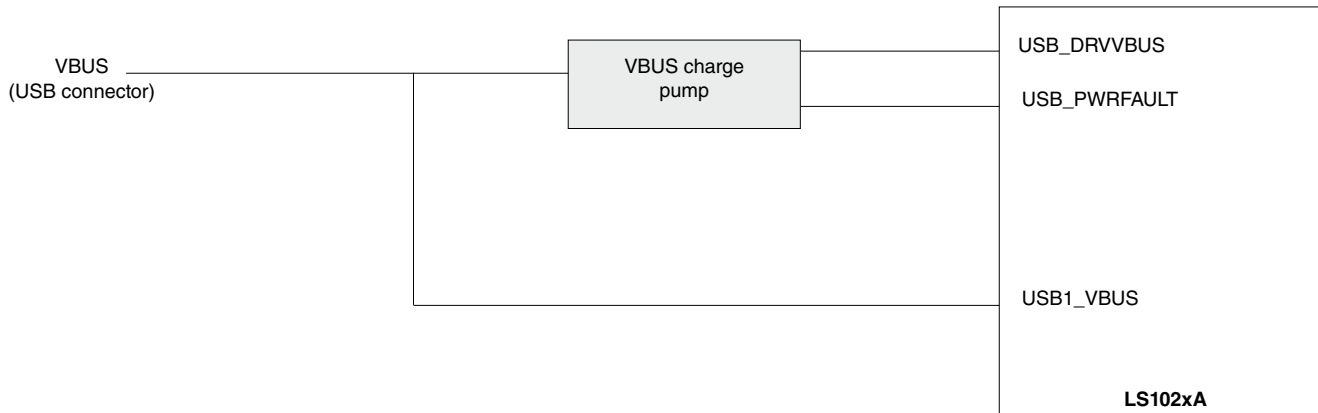 VBUS
(USB connector)
VBUS charge
pump
USB_DRVVBUS
USB_PWRFAULT
USB1_VBUS
LS102xA